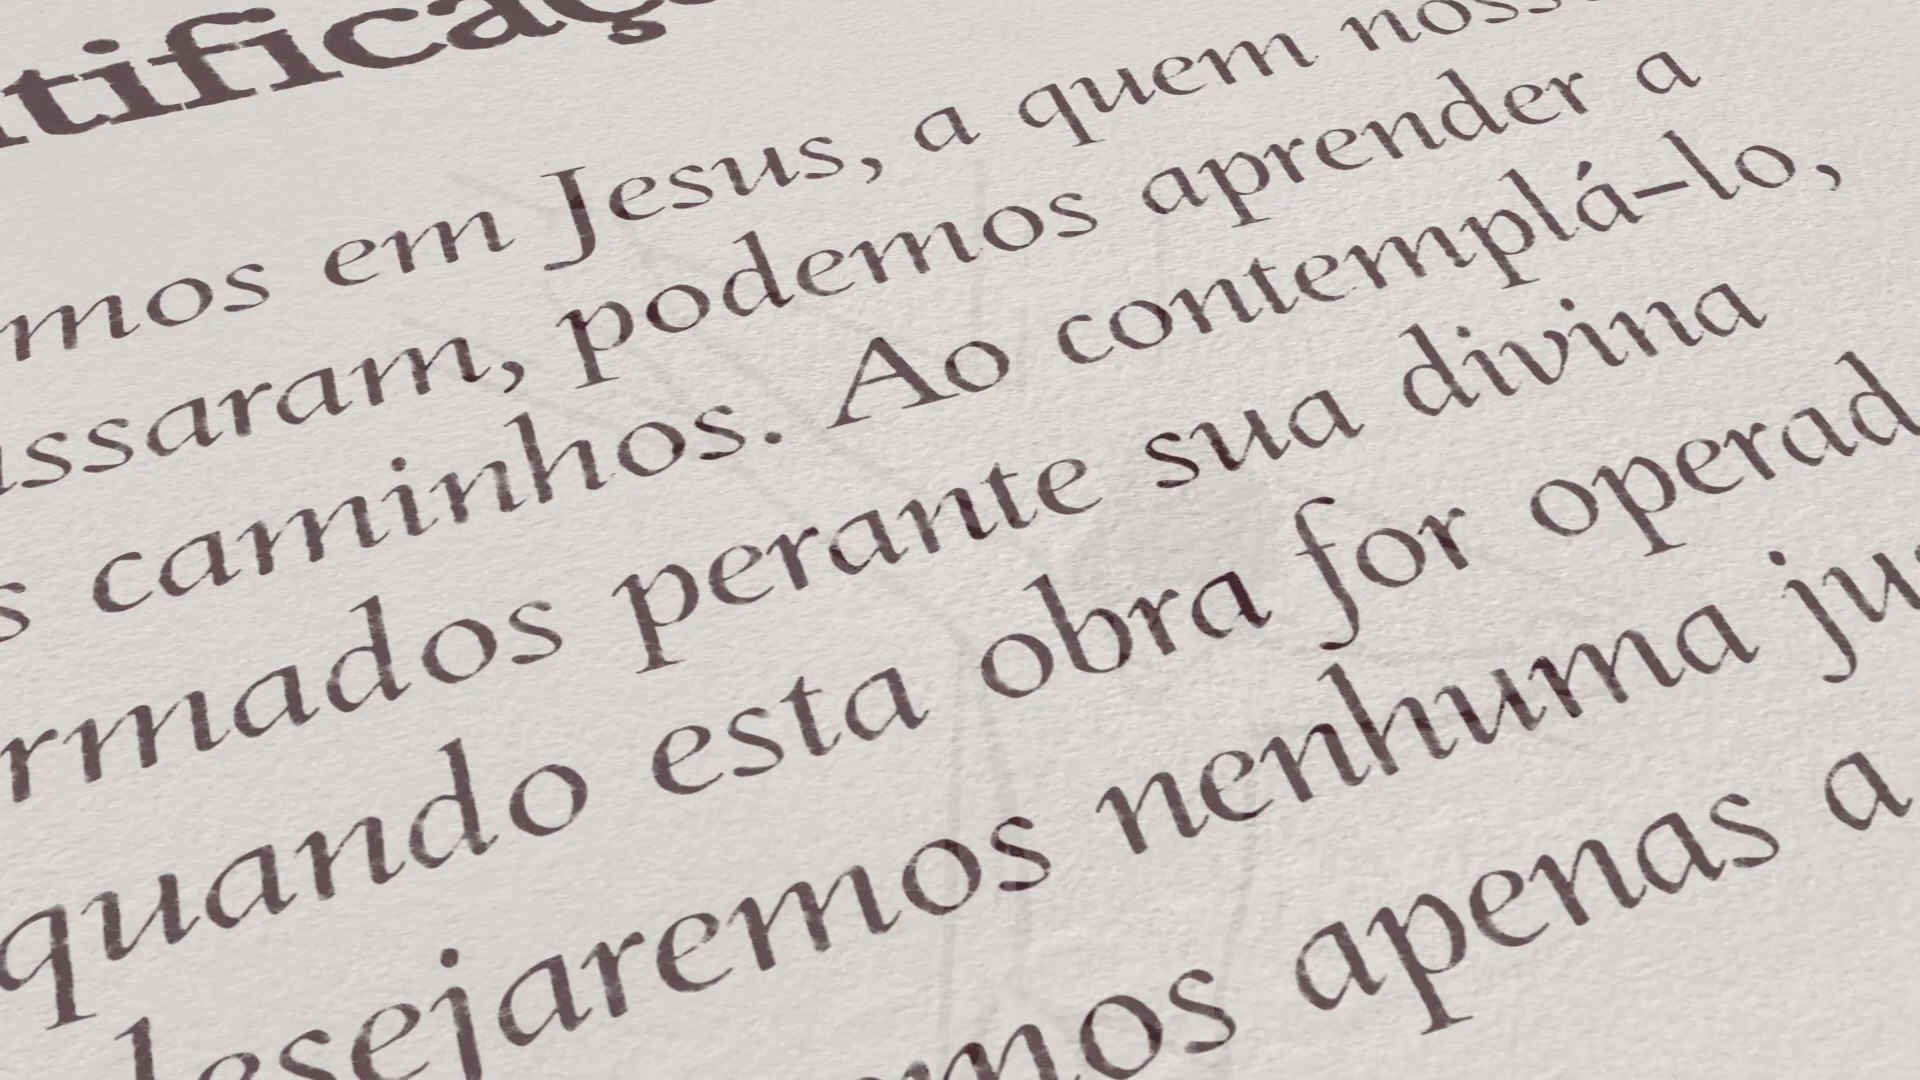 tificaç
mos em Jesus, a quem noss
ssaram, podemos aprender a
s caminhos. Ao contemplá-lo,
rmados perante sua divina
quando esta obra for operad
desejaremos nenhuma ju
mos apenas a